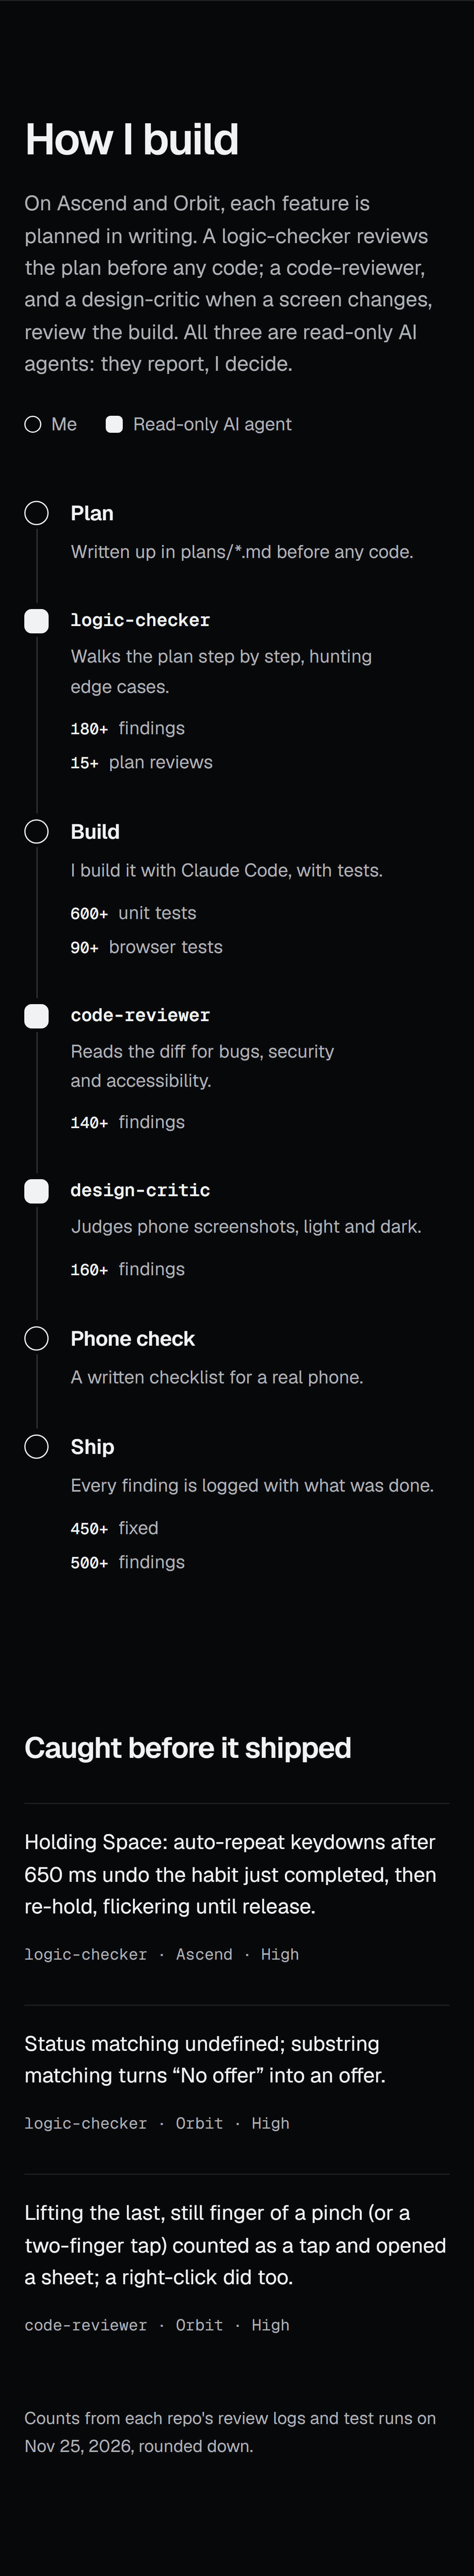 How I build
On Ascend and Orbit, each feature is
planned in writing. A logic-checker reviews
the plan before any code; a code-reviewer,
and a design-critic when a screen changes,
review the build. All three are read-only AI
agents: they report, I decide.
Me Read-only AI agent
Plan
Written up in plans/*.md before any code.
logic-checker
Walks the plan step by step, hunting
edge cases.
180+ findings
15+ plan reviews
Build
I build it with Claude Code, with tests.
600+ unit tests
90+ browser tests
code-reviewer
Reads the diff for bugs, security
and accessibility.
140+ findings
design-critic
Judges phone screenshots, light and dark.
160+ findings
Phone check
A written checklist for a real phone.
Ship
Every finding is logged with what was done.
450+ fixed
500+ findings
Caught before it shipped
Holding Space: auto-repeat keydowns after
650 ms undo the habit just completed, then
re-hold, flickering until release.
logic-checker · Ascend · High
Status matching undefined; substring
matching turns “No offer” into an offer.
logic-checker · Orbit · High
Lifting the last, still finger of a pinch (or a
two-finger tap) counted as a tap and opened
a sheet; a right-click did too.
code-reviewer · Orbit · High
Counts from each repo's review logs and test runs on
Nov 25, 2026, rounded down.